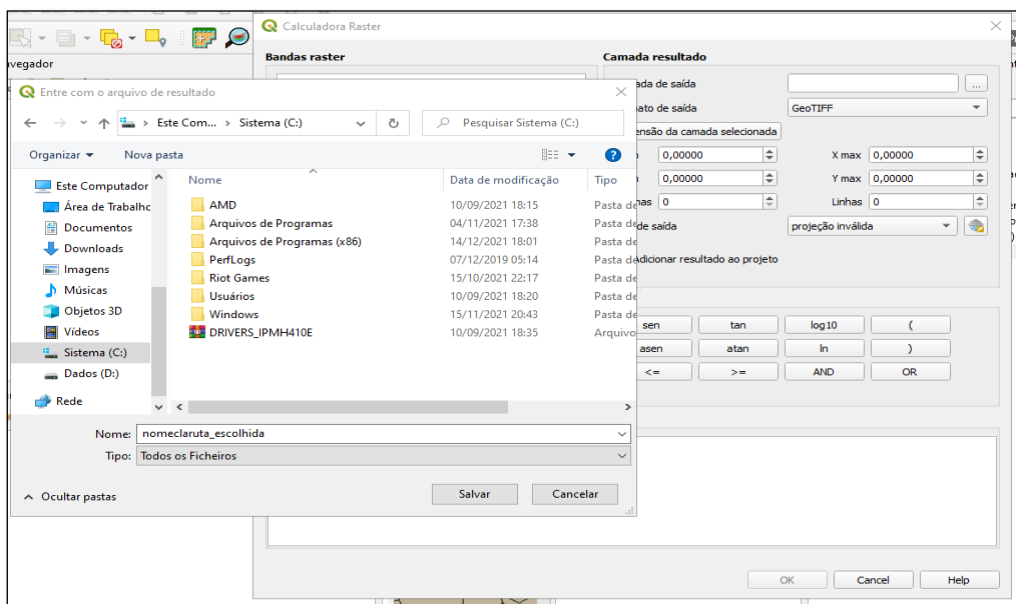 Calculadora Raster
vegador
Bandas raster
Camada resultado
Entre com o arquivo de resultado
ada de saída
...
ato de saída
GeoTIFF
Este Com... > Sistema (C:)
Pesquisar Sistema (C:)
ensão da camada selecionada
Organizar
Nova pasta
0,00000
X max
0,00000
0,00000
Y max
0,00000
has
0
Linhas
0
de saída
projeção inválida
Adicionar resultado ao projeto
Este Computador
Área de Trabalho
Documentos
Downloads
Imagens
Músicas
Objetos 3D
Vídeos
Sistema (C:)
Dados (D:)
Rede
Nome
Data de modificação
Tipo
AMD
10/09/2021 18:15
Pasta de
Arquivos de Programas
04/11/2021 17:38
Pasta de
Arquivos de Programas (x86)
14/12/2021 18:01
Pasta de
PerfLogs
07/12/2019 05:14
Pasta de
Riot Games
15/10/2021 22:17
Pasta de
Usuários
10/09/2021 18:20
Pasta de
Windows
15/11/2021 20:43
Pasta de
DRIVERS_IPMH410E
10/09/2021 18:35
Arquivo
sen
tan
log10
(
asen
atan
ln
)
<=
>=
AND
OR
Nome:
nomeclaruta_escolhida
Tipo:
Todos os Ficheiros
Ocultar pastas
Salvar
Cancelar
OK
Cancel
Help